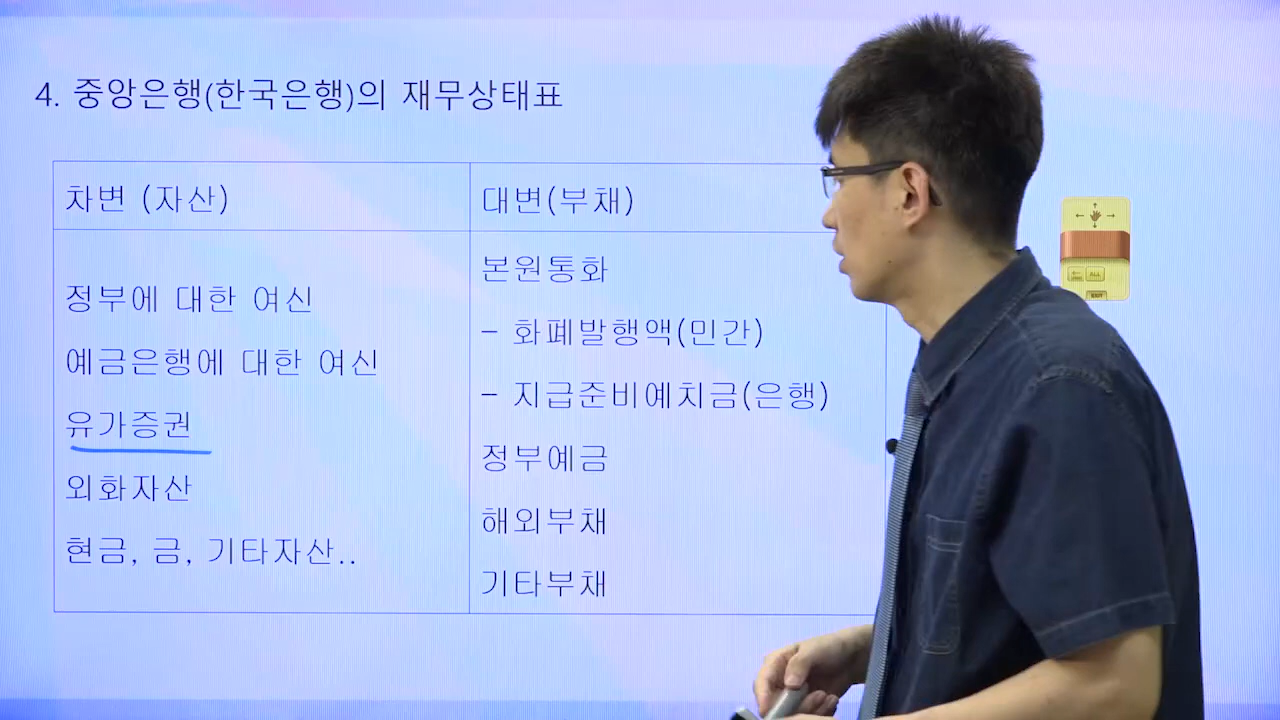 4. 중앙은행(한국은행)의 재무상태표
차변 (자산)
대변(부채)
정부에 대한 여신
예금은행에 대한 여신
유가증권
외화자산
현금, 금, 기타자산..
본원통화
- 화폐발행액(민간)
- 지급준비예치금(은행)
정부예금
해외부채
기타부채
ALL
EXIT